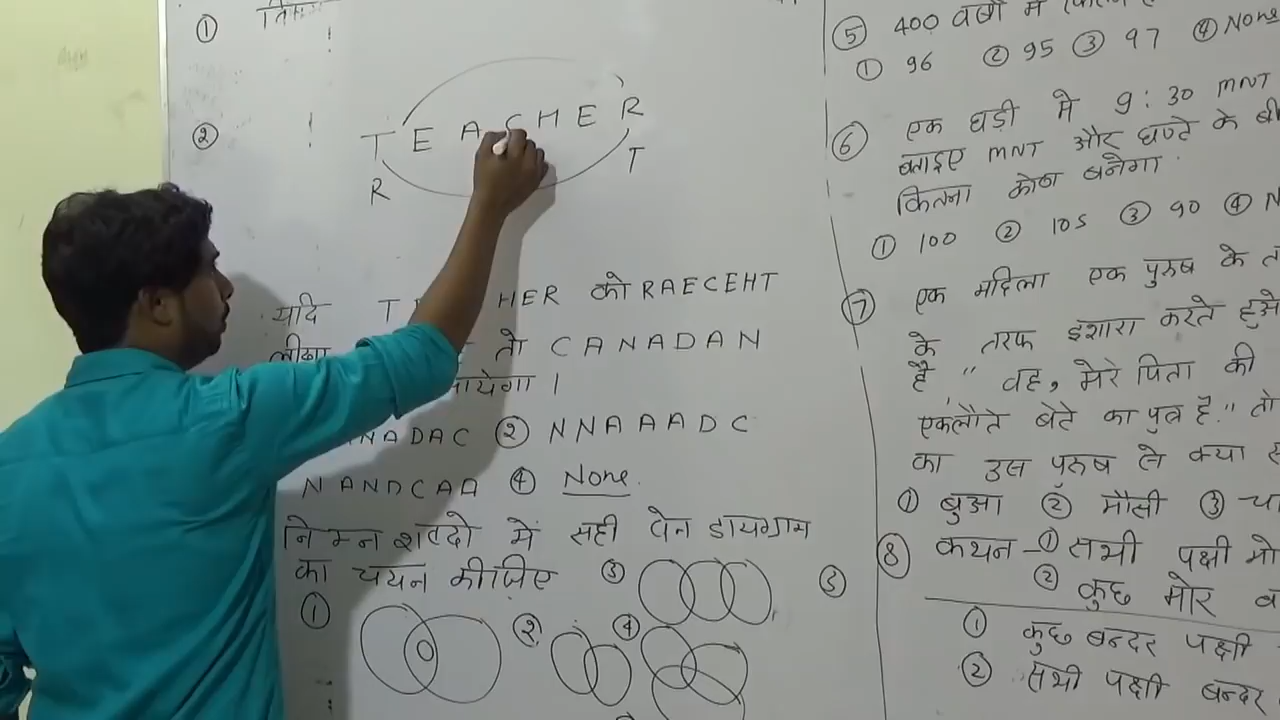 ①
②
T E A C H E R
R T
यदि T HER को RAECEHT
तो CANADAN
जायेगा ।
NADAC ② NNAAADC
NANDCAA ④ None.
निम्न शब्दो में सही वेन डायग्राम
का चयन कीजिए ③
① ② ④
⑤ 400 वर्षो में
① 96 ② 95 ③ 97 ④ None
⑥ एक घड़ी मे 9:30 MNT
बताइए MNT और घण्टे के
कितना कोण बनेगा .
① 100 ② 105 ③ 90 ④ N
⑦ एक महिला एक पुरुष के
के तरफ इशारा करते हुऐ
है " वह, मेरे पिता की
एकलौते बेटे का पुत्र है." तो
का उस पुरुष से क्या
① बुआ ② मौसी ③
③
⑧ कथन - ① सभी पक्षी मो
② कुछ मोर
① कुछ बन्दर पक्षी
② सभी पक्षी बन्दर